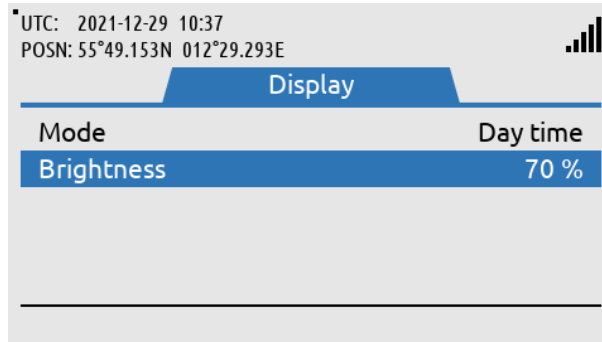 UTC: 2021-12-29 10:37
POSN: 55°49.153N 012°29.293E
Display
Mode Day time
Brightness 70 %